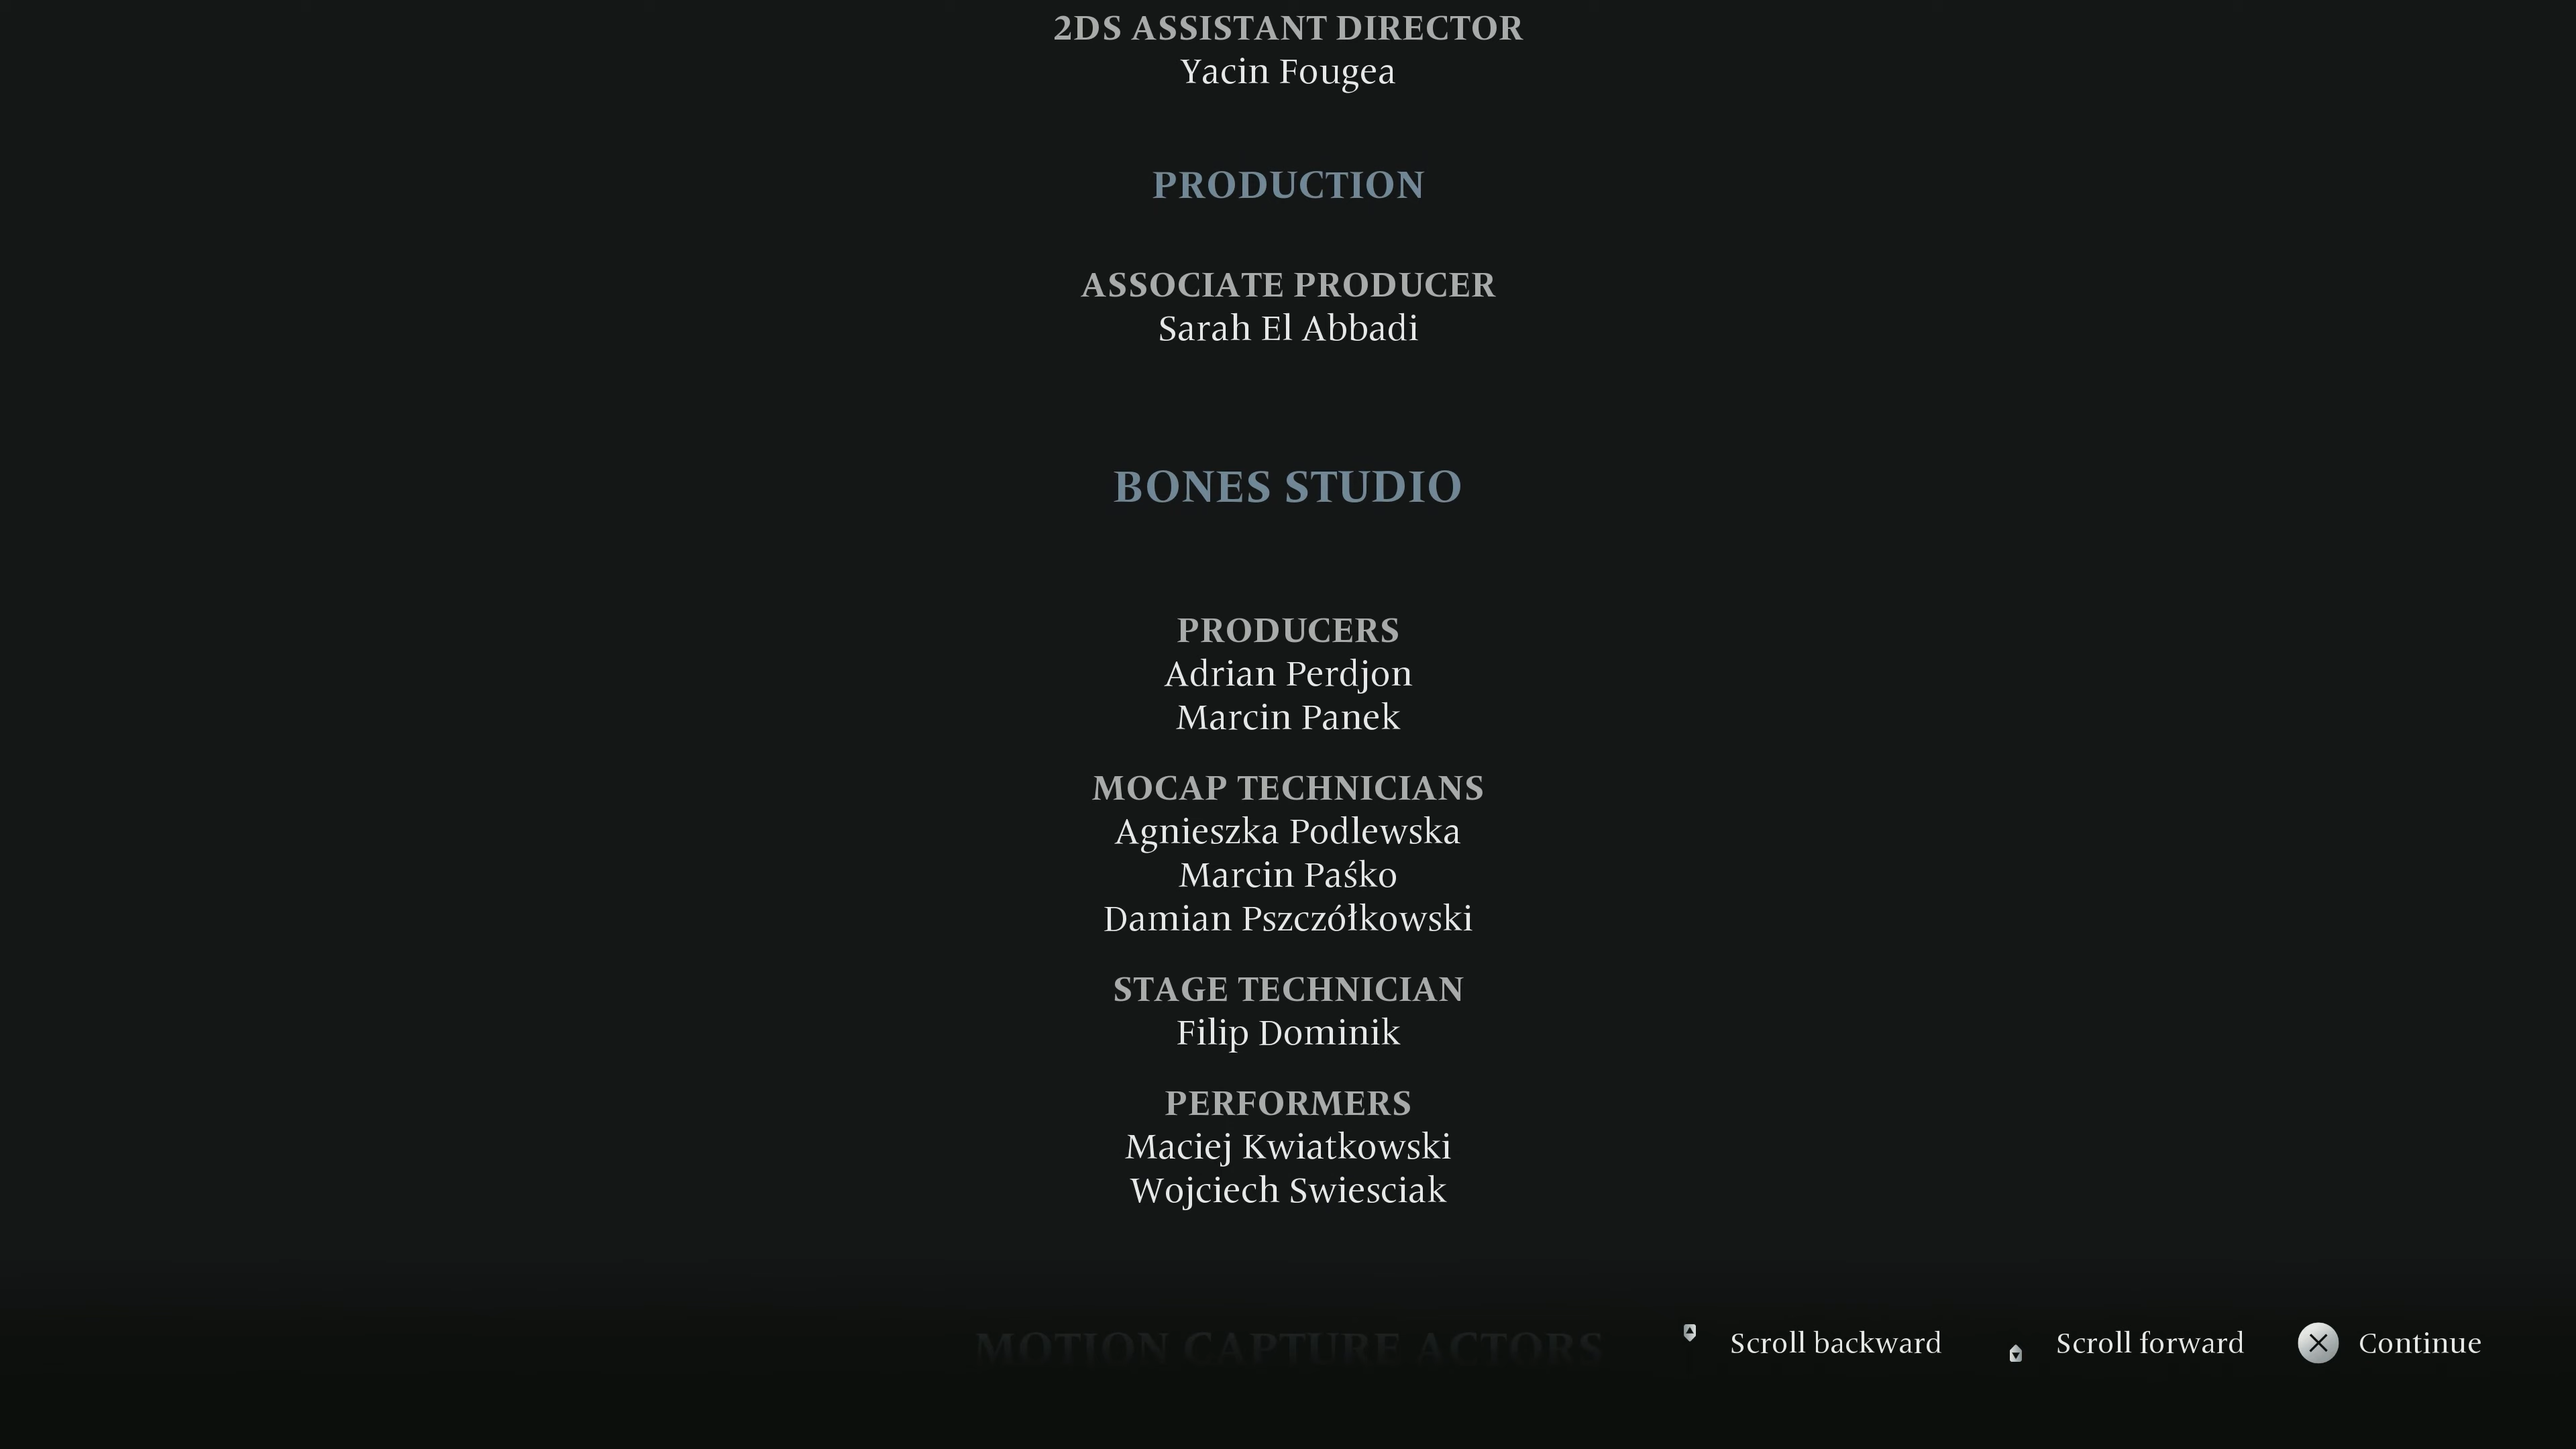 2DS ASSISTANT DIRECTOR
Yacin Fougea
PRODUCTION
ASSOCIATE PRODUCER
Sarah El Abbadi
BONES STUDIO
PRODUCERS
Adrian Perdjon
Marcin Panek
MOCAP TECHNICIANS
Agnieszka Podlewska
Marcin Paśko
Damian Pszczółkowski
STAGE TECHNICIAN
Filip Dominik
PERFORMERS
Maciej Kwiatkowski
Wojciech Swiesciak
MOTION CAPTURE ACTORS
Scroll backward
Scroll forward
Continue